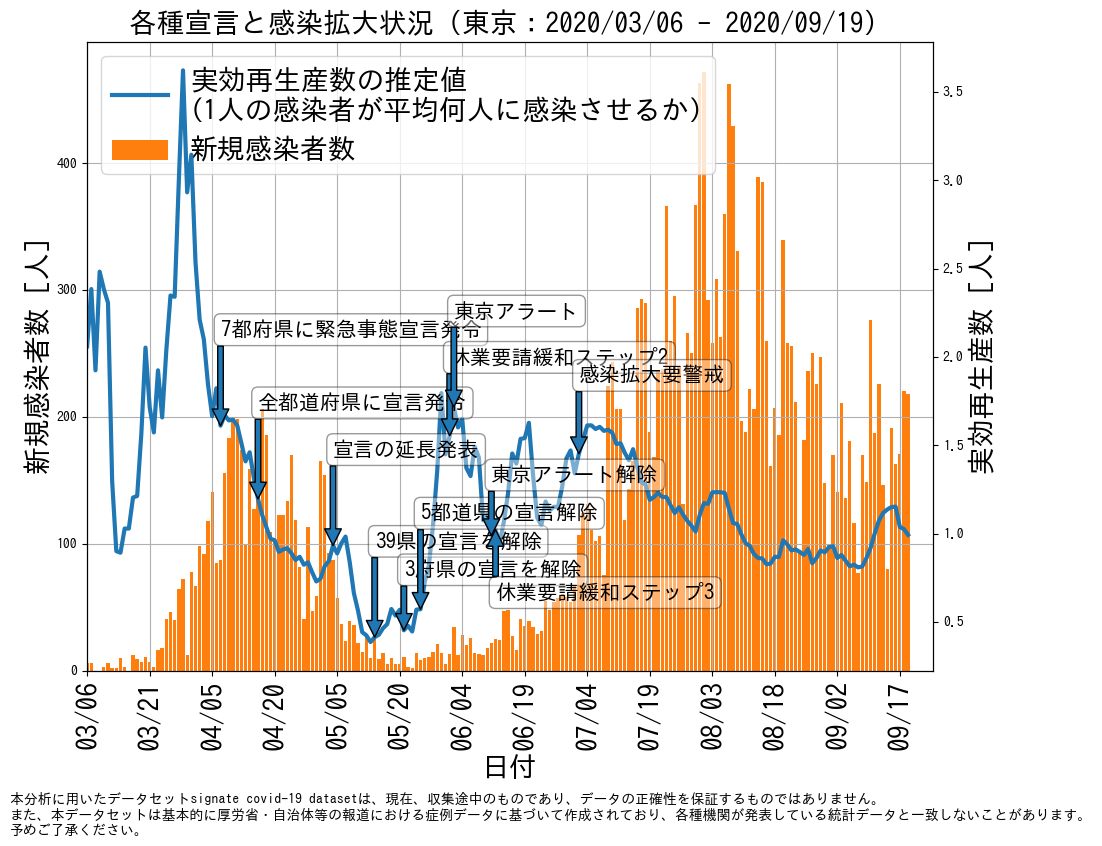 各種宣言と感染拡大状況 (東京：2020/03/06 - 2020/09/19)
実効再生産数の推定値
(1人の感染者が平均何人に感染させるか)
新規感染者数
新規感染者数 [人]
400
300
200
100
0
実効再生産数 [人]
3.5
3.0
2.5
2.0
1.5
1.0
0.5
東京アラート
7都府県に緊急事態宣言発令
休業要請緩和ステップ2
感染拡大要警戒
全都道府県に宣言発令
宣言の延長発表
東京アラート解除
5都道県の宣言解除
39県の宣言を解除
3府県の宣言を解除
休業要請緩和ステップ3
03/06
03/21
04/05
04/20
05/05
05/20
06/04
06/19
07/04
07/19
08/03
08/18
09/02
09/17
日付
本分析に用いたデータセットsignate covid-19 datasetは、現在、収集途中のものであり、データの正確性を保証するものではありません。
また、本データセットは基本的に厚労省・自治体等の報道における症例データに基づいて作成されており、各種機関が発表している統計データと一致しないことがあります。
予めご了承ください。